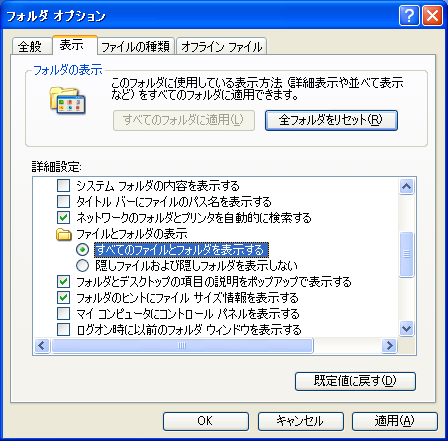 フォルダ オプション
全般
表示
ファイルの種類
オフライン ファイル
フォルダの表示
このフォルダに使用している表示方法 (詳細表示や並べて表示
など) をすべてのフォルダに適用できます。
すべてのフォルダに適用(L)
全フォルダをリセット(R)
詳細設定:
システム フォルダの内容を表示する
タイトル バーにファイルのパス名を表示する
ネットワークのフォルダとプリンタを自動的に検索する
ファイルとフォルダの表示
すべてのファイルとフォルダを表示する
隠しファイルおよび隠しフォルダを表示しない
フォルダとデスクトップの項目の説明をポップアップで表示する
フォルダのヒントにファイル サイズ情報を表示する
マイ コンピュータにコントロール パネルを表示する
ログオン時に以前のフォルダ ウィンドウを表示する
既定値に戻す(D)
OK
キャンセル
適用(A)